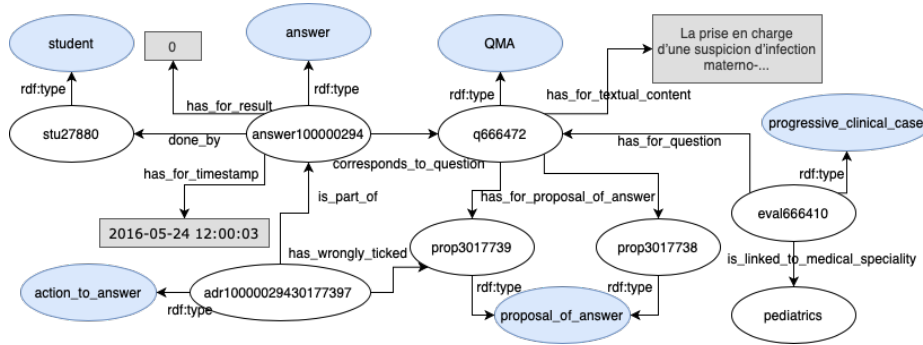 student
0
answer
QMA
La prise en charge
d'une suspicion d'infection
materno-...
rdf:type
rdf:type
rdf:type
has_for_result
has_for_textual_content
progressive_clinical_case
stu27880
done_by
answer100000294
q666472
has_for_question
corresponds_to_question
rdf:type
has_for_timestamp
is_part_of
has_for_proposal_of_answer
eval666410
2016-05-24 12:00:03
has_wrongly_ticked
prop3017739
prop3017738
is_linked_to_medical_speciality
action_to_answer
rdf:type
adr10000029430177397
rdf:type
rdf:type
proposal_of_answer
pediatrics